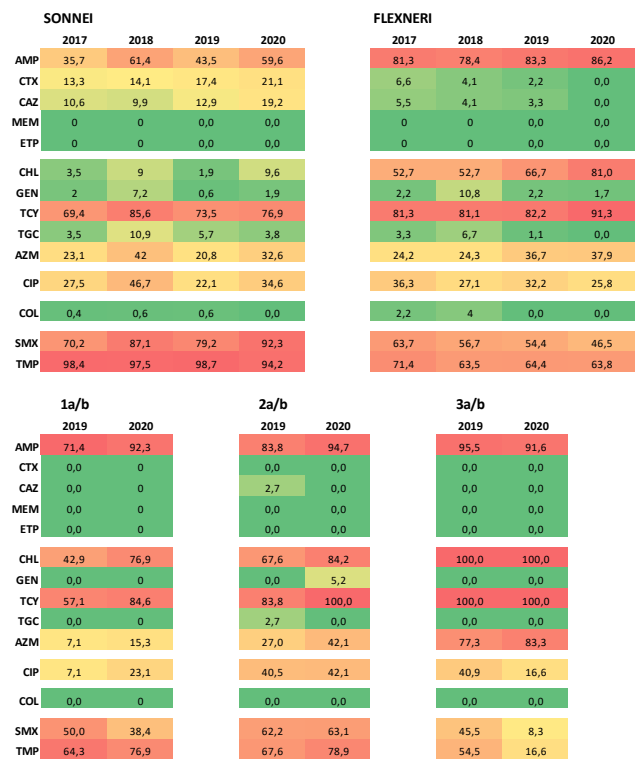 SONNEI FLEXNERI
2017 2018 2019 2020 2017 2018 2019 2020
AMP 35,7 61,4 43,5 59,6 81,3 78,4 83,3 86,2
CTX 13,3 14,1 17,4 21,1 6,6 4,1 2,2 0,0
CAZ 10,6 9,9 12,9 19,2 5,5 4,1 3,3 0,0
MEM 0 0 0,0 0,0 0,0 0,0 0,0 0,0
ETP 0 0 0,0 0,0 0,0 0,0 0,0 0,0
CHL 3,5 9 1,9 9,6 52,7 52,7 66,7 81,0
GEN 2 7,2 0,6 1,9 2,2 10,8 2,2 1,7
TCY 69,4 85,6 73,5 76,9 81,3 81,1 82,2 91,3
TGC 3,5 10,9 5,7 3,8 3,3 6,7 1,1 0,0
AZM 23,1 42 20,8 32,6 24,2 24,3 36,7 37,9
CIP 27,5 46,7 22,1 34,6 36,3 27,1 32,2 25,8
COL 0,4 0,6 0,6 0,0 2,2 4 0,0 0,0
SMX 70,2 87,1 79,2 92,3 63,7 56,7 54,4 46,5
TMP 98,4 97,5 98,7 94,2 71,4 63,5 64,4 63,8
1a/b 2a/b 3a/b
2019 2020 2019 2020 2019 2020
AMP 71,4 92,3 83,8 94,7 95,5 91,6
CTX 0,0 0 0,0 0,0 0,0 0,0
CAZ 0,0 0 2,7 0,0 0,0 0,0
MEM 0,0 0 0,0 0,0 0,0 0,0
ETP 0,0 0 0,0 0,0 0,0 0,0
CHL 42,9 76,9 67,6 84,2 100,0 100,0
GEN 0,0 0 0,0 5,2 0,0 0,0
TCY 57,1 84,6 83,8 100,0 100,0 100,0
TGC 0,0 0 2,7 0,0 0,0 0,0
AZM 7,1 15,3 27,0 42,1 77,3 83,3
CIP 7,1 23,1 40,5 42,1 40,9 16,6
COL 0,0 0 0,0 0,0 0,0 0,0
SMX 50,0 38,4 62,2 63,1 45,5 8,3
TMP 64,3 76,9 67,6 78,9 54,5 16,6